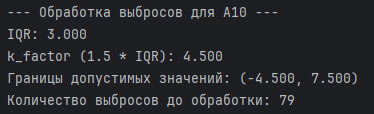 --- Обработка выбросов для A10 ---
IQR: 3.000
k_factor (1.5 * IQR): 4.500
Границы допустимых значений: (-4.500, 7.500)
Количество выбросов до обработки: 79